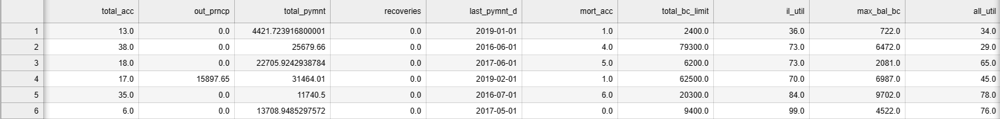 total_acc out_prncp total_pymnt recoveries last_pymnt_d mort_acc total_bc_limit il_util max_bal_bc all_util
1 13.0 0.0 4421.723916800001 0.0 2019-01-01 1.0 2400.0 36.0 722.0 34.0
2 38.0 0.0 25679.66 0.0 2016-06-01 4.0 79300.0 73.0 6472.0 29.0
3 18.0 0.0 22705.9242938784 0.0 2017-06-01 5.0 6200.0 73.0 2081.0 65.0
4 17.0 15897.65 31464.01 0.0 2019-02-01 1.0 62500.0 70.0 6987.0 45.0
5 35.0 0.0 11740.5 0.0 2016-07-01 6.0 20300.0 84.0 9702.0 78.0
6 6.0 0.0 13708.9485297572 0.0 2017-05-01 0.0 9400.0 99.0 4522.0 76.0